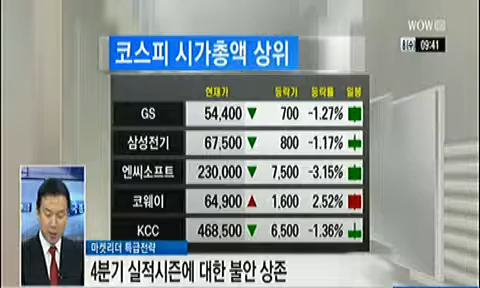 WOW
8(수) 09:41
코스피 시가총액 상위
현재가 등락가 등락률 일봉
GS 54,400 ▼ 700 -1.27%
삼성전기 67,500 ▼ 800 -1.17%
엔씨소프트 230,000 ▼ 7,500 -3.15%
코웨이 64,900 ▲ 1,600 2.52%
KCC 468,500 ▼ 6,500 -1.36%
마켓리더 특급전략
4분기 실적시즌에 대한 불안 상존